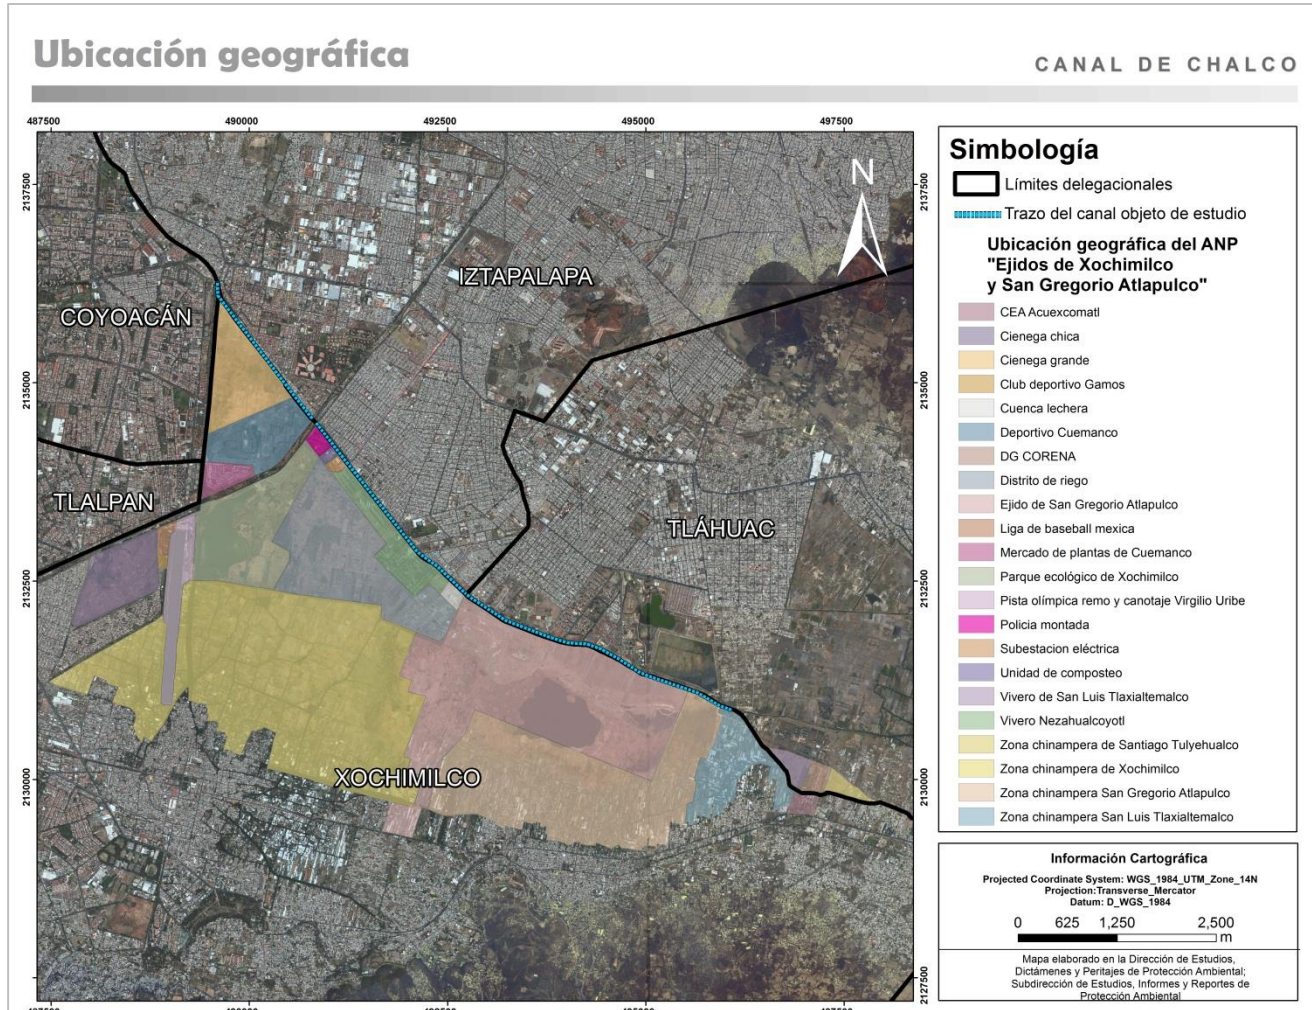 Ubicación geográfica
CANAL DE CHALCO
487500 490000 492500 495000 497500
2137500
2137500
2135000
2135000
2132500
2132500
2130000
2130000
2127500
COYOACÁN
IZTAPALAPA
TLALPAN
TLÁHUAC
XOCHIMILCO
N
Simbología
Límites delegacionales
Trazo del canal objeto de estudio
Ubicación geográfica del ANP
"Ejidos de Xochimilco
y San Gregorio Atlapulco"
CEA Acuexcomatl
Cienega chica
Cienega grande
Club deportivo Gamos
Cuenca lechera
Deportivo Cuemanco
DG CORENA
Distrito de riego
Ejido de San Gregorio Atlapulco
Liga de baseball mexica
Mercado de plantas de Cuemanco
Parque ecológico de Xochimilco
Pista olímpica remo y canotaje Virgilio Uribe
Policia montada
Subestacion eléctrica
Unidad de composteo
Vivero de San Luis Tlaxialtemalco
Vivero Nezahualcoyotl
Zona chinampera de Santiago Tulyehualco
Zona chinampera de Xochimilco
Zona chinampera San Gregorio Atlapulco
Zona chinampera San Luis Tlaxialtemalco
Información Cartográfica
Projected Coordinate System: WGS_1984_UTM_Zone_14N
Projection:Transverse_Mercator
Datum: D_WGS_1984
0 625 1,250 2,500
m
Mapa elaborado en la Dirección de Estudios,
Dictámenes y Peritajes de Protección Ambiental;
Subdirección de Estudios, Informes y Reportes de
Protección Ambiental